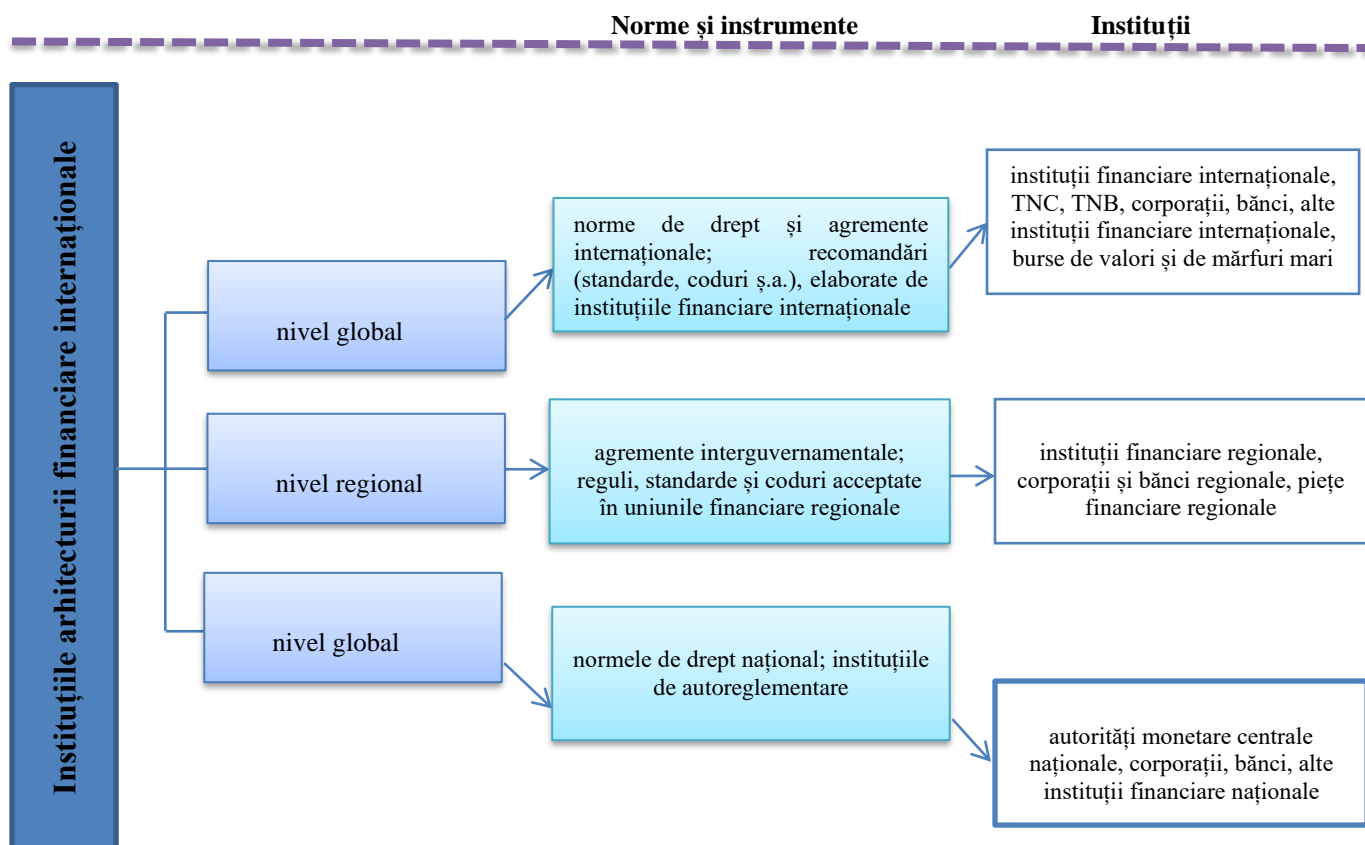 Norme și instrumente
Instituții
Instituțiile arhitecturii financiare internaționale
nivel global
norme de drept și agremente
internaționale; recomandări
(standarde, coduri ș.a.), elaborate de
instituțiile financiare internaționale
instituții financiare internaționale,
TNC, TNB, corporații, bănci, alte
instituții financiare internaționale,
burse de valori și de mărfuri mari
nivel regional
agremente interguvernamentale;
reguli, standarde și coduri acceptate
în uniunile financiare regionale
instituții financiare regionale,
corporații și bănci regionale, piețe
financiare regionale
nivel global
normele de drept național; instituțiile
de autoreglementare
autorități monetare centrale
naționale, corporații, bănci, alte
instituții financiare naționale